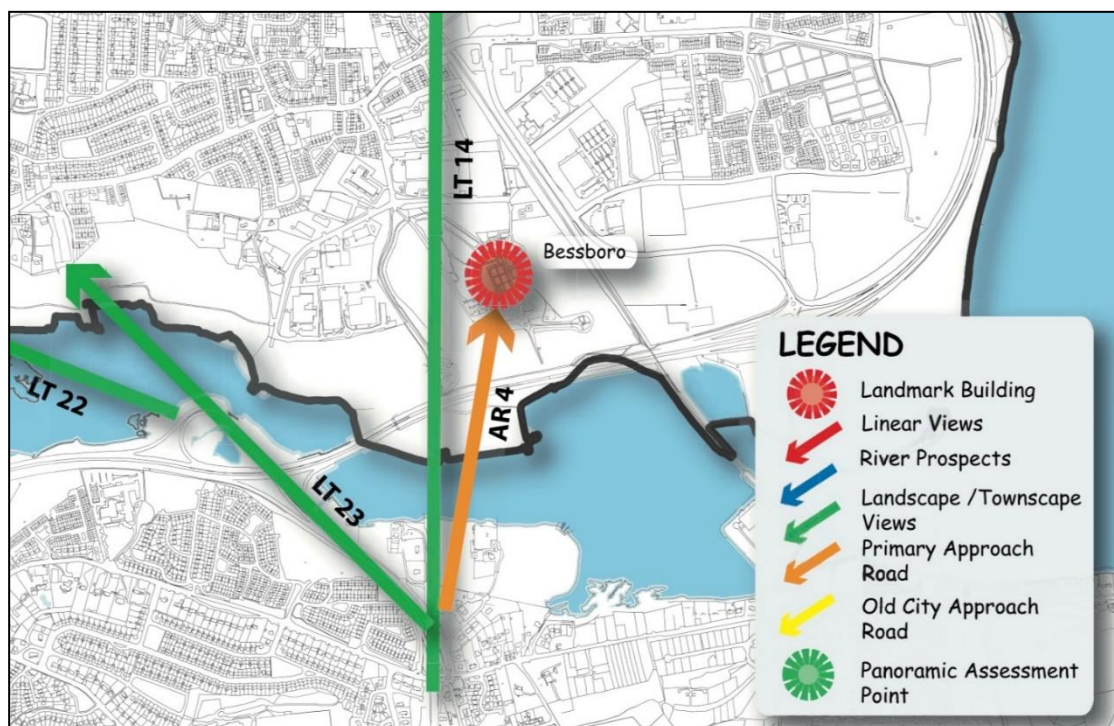 LT 14
Bessboro
LT 22
AR 4
LT 23
LEGEND
Landmark Building
Linear Views
River Prospects
Landscape /Townscape
Views
Primary Approach
Road
Old City Approach
Road
Panoramic Assessment
Point